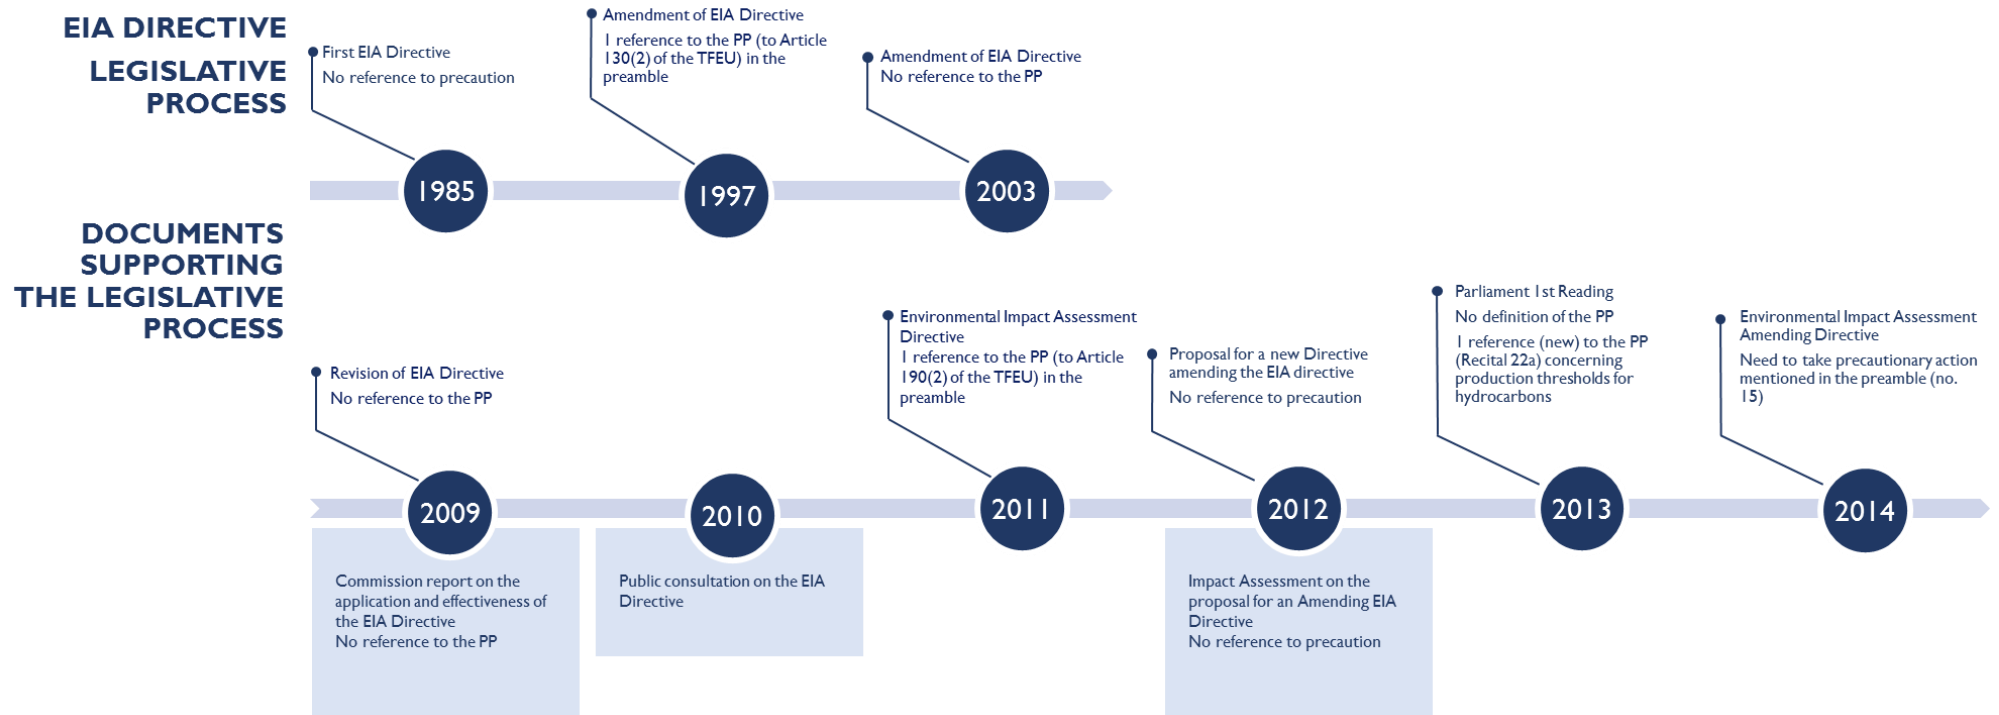 EIA DIRECTIVE
LEGISLATIVE
PROCESS
First EIA Directive
No reference to precaution
Amendment of EIA Directive
1 reference to the PP (to Article
130(2) of the TFEU) in the
preamble
Amendment of EIA Directive
No reference to the PP
1985
1997
2003
DOCUMENTS
SUPPORTING
THE LEGISLATIVE
PROCESS
Revision of EIA Directive
No reference to the PP
Environmental Impact Assessment
Directive
1 reference to the PP (to Article
190(2) of the TFEU) in the
preamble
Proposal for a new Directive
amending the EIA directive
No reference to precaution
Parliament 1st Reading
No definition of the PP
1 reference (new) to the PP
(Recital 22a) concerning
production thresholds for
hydrocarbons
Environmental Impact Assessment
Amending Directive
Need to take precautionary action
mentioned in the preamble (no.
15)
2009
2010
2011
2012
2013
2014
Commission report on the
application and effectiveness of
the EIA Directive
No reference to the PP
Public consultation on the EIA
Directive
Impact Assessment on the
proposal for an Amending EIA
Directive
No reference to precaution